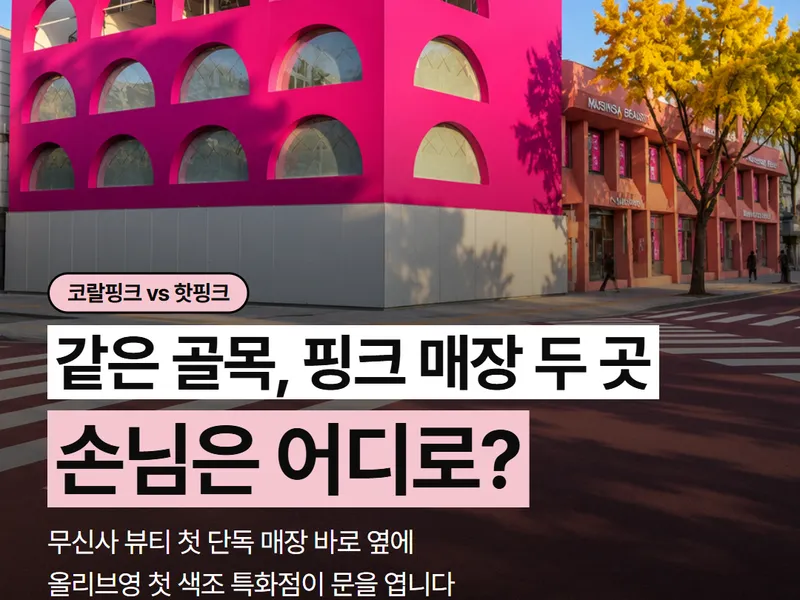 MUSINSA BEAUTY
코랄핑크 vs 핫핑크
같은 골목, 핑크 매장 두 곳
손님은 어디로?
무신사 뷰티 첫 단독 매장 바로 옆에
올리브영 첫 색조 특화점이 문을 엽니다